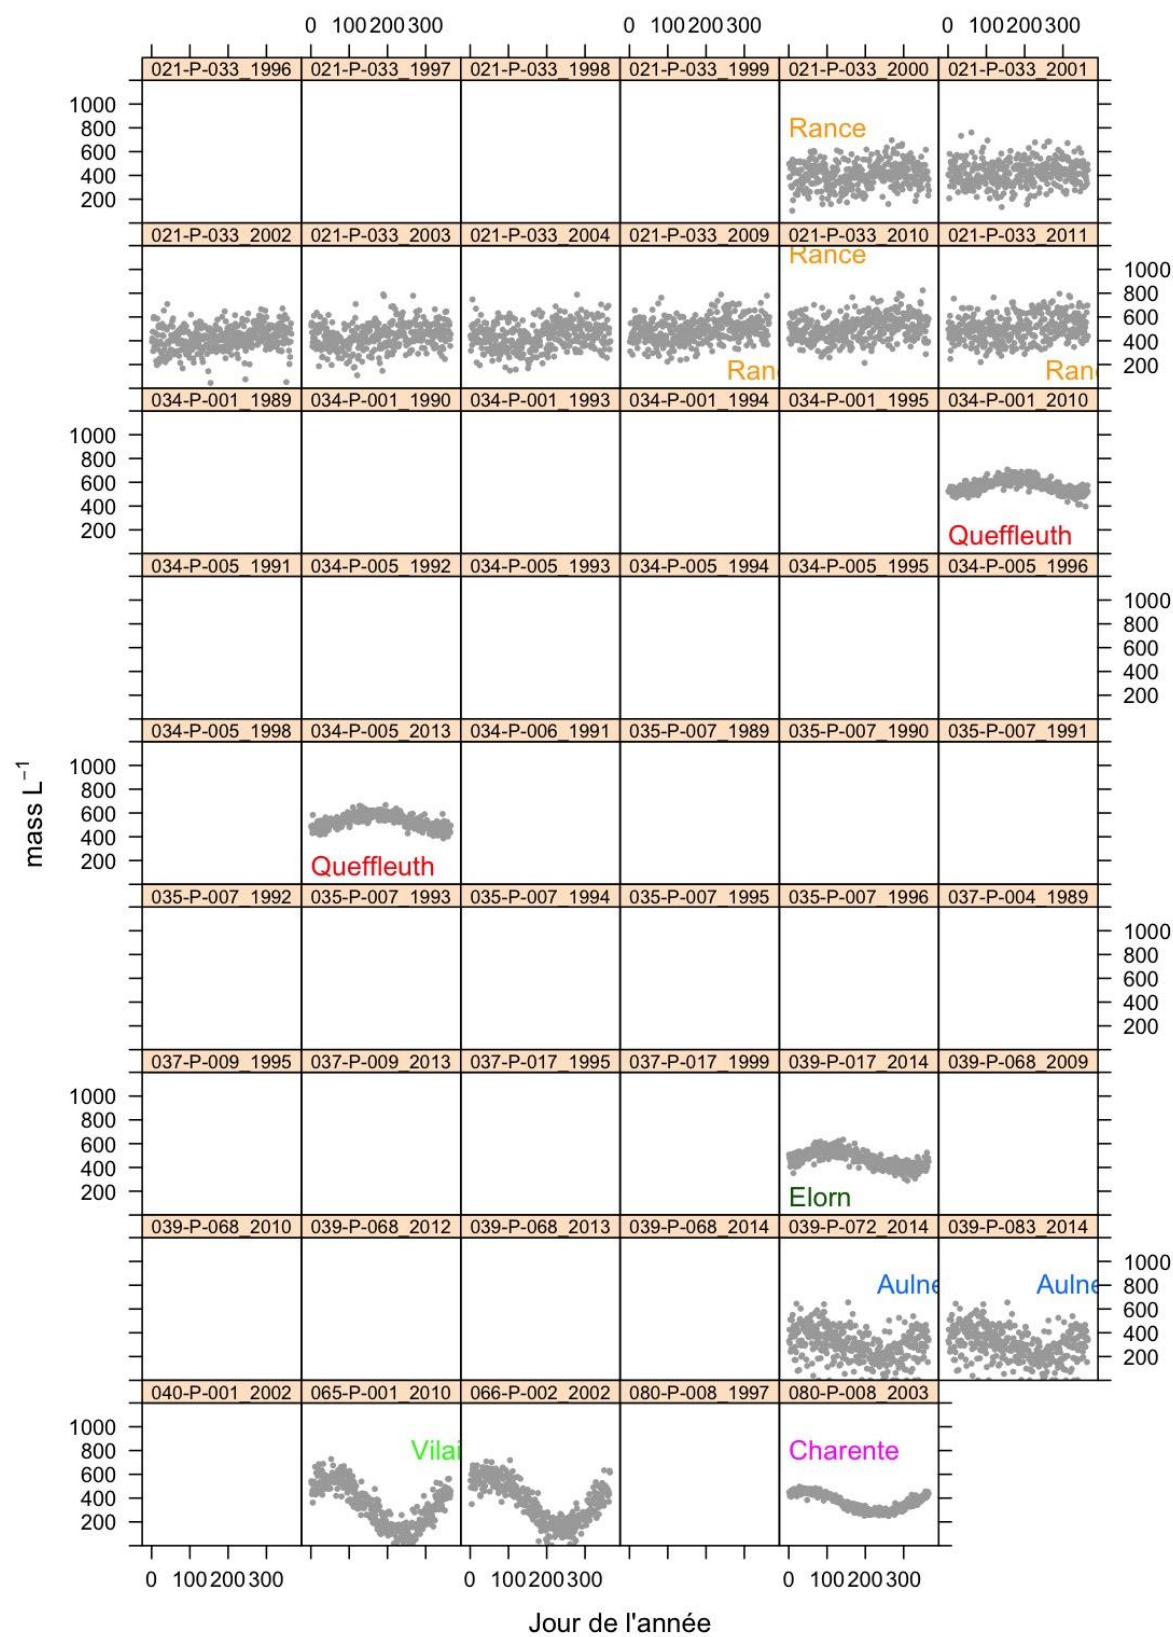 0 100 200 300 0 100 200 300 0 100 200 300
021-P-033_1996 021-P-033_1997 021-P-033_1998 021-P-033_1999 021-P-033_2000 021-P-033_2001
1000
800
600
400
200
Rance
021-P-033_2002 021-P-033_2003 021-P-033_2004 021-P-033_2009 021-P-033_2010 021-P-033_2011
Rance
Ran
Ran
1000
800
600
400
200
034-P-001_1989 034-P-001_1990 034-P-001_1993 034-P-001_1994 034-P-001_1995 034-P-001_2010
1000
800
600
400
200
Queffleuth
034-P-005_1991 034-P-005_1992 034-P-005_1993 034-P-005_1994 034-P-005_1995 034-P-005_1996
1000
800
600
400
200
034-P-005_1998 034-P-005_2013 034-P-006_1991 035-P-007_1989 035-P-007_1990 035-P-007_1991
1000
800
600
400
200
Queffleuth
mass L⁻¹
035-P-007_1992 035-P-007_1993 035-P-007_1994 035-P-007_1995 035-P-007_1996 037-P-004_1989
1000
800
600
400
200
037-P-009_1995 037-P-009_2013 037-P-017_1995 037-P-017_1999 039-P-017_2014 039-P-068_2009
1000
800
600
400
200
Elorn
039-P-068_2010 039-P-068_2012 039-P-068_2013 039-P-068_2014 039-P-072_2014 039-P-083_2014
Aulne Aulne
1000
800
600
400
200
040-P-001_2002 065-P-001_2010 066-P-002_2002 080-P-008_1997 080-P-008_2003
1000
800
600
400
200
Vilai
Charente
0 100 200 300 0 100 200 300 0 100 200 300
Jour de l'année